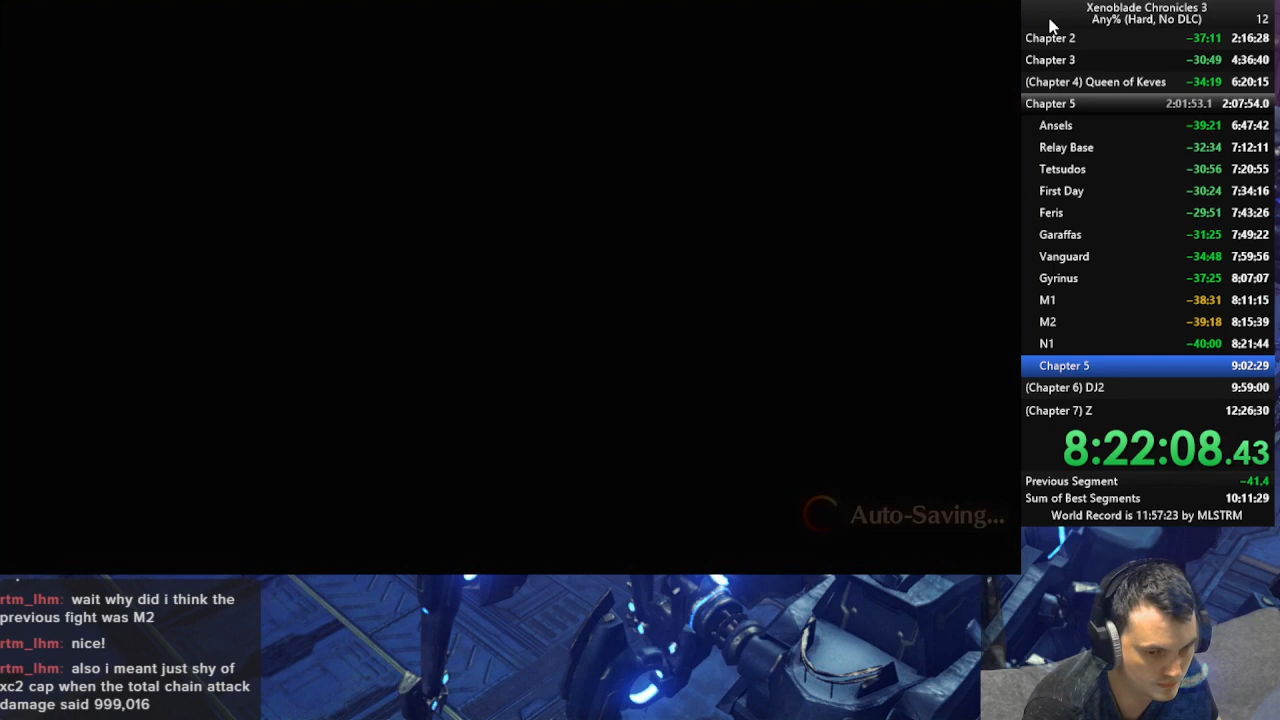 Xenoblade Chronicles 3
Any% (Hard, No DLC) 12
Chapter 2 −37:11 2:16:28
Chapter 3 −30:49 4:36:40
(Chapter 4) Queen of Keves −34:19 6:20:15
Chapter 5 2:01:53.1 2:07:54.0
Ansels −39:21 6:47:42
Relay Base −32:34 7:12:11
Tetsudos −30:56 7:20:55
First Day −30:24 7:34:16
Feris −29:51 7:43:26
Garaffas −31:25 7:49:22
Vanguard −34:48 7:59:56
Gyrinus −37:25 8:07:07
M1 −38:31 8:11:15
M2 −39:18 8:15:39
N1 −40:00 8:21:44
Chapter 5 9:02:29
(Chapter 6) DJ2 9:59:00
(Chapter 7) Z 12:26:30
8:22:08.43
Previous Segment −41.4
Sum of Best Segments 10:11:29
World Record is 11:57:23 by MLSTRM
Auto-Saving...
rtm_lhm: wait why did i think the
previous fight was M2
rtm_lhm: nice!
rtm_lhm: also i meant just shy of
xc2 cap when the total chain attack
damage said 999,016